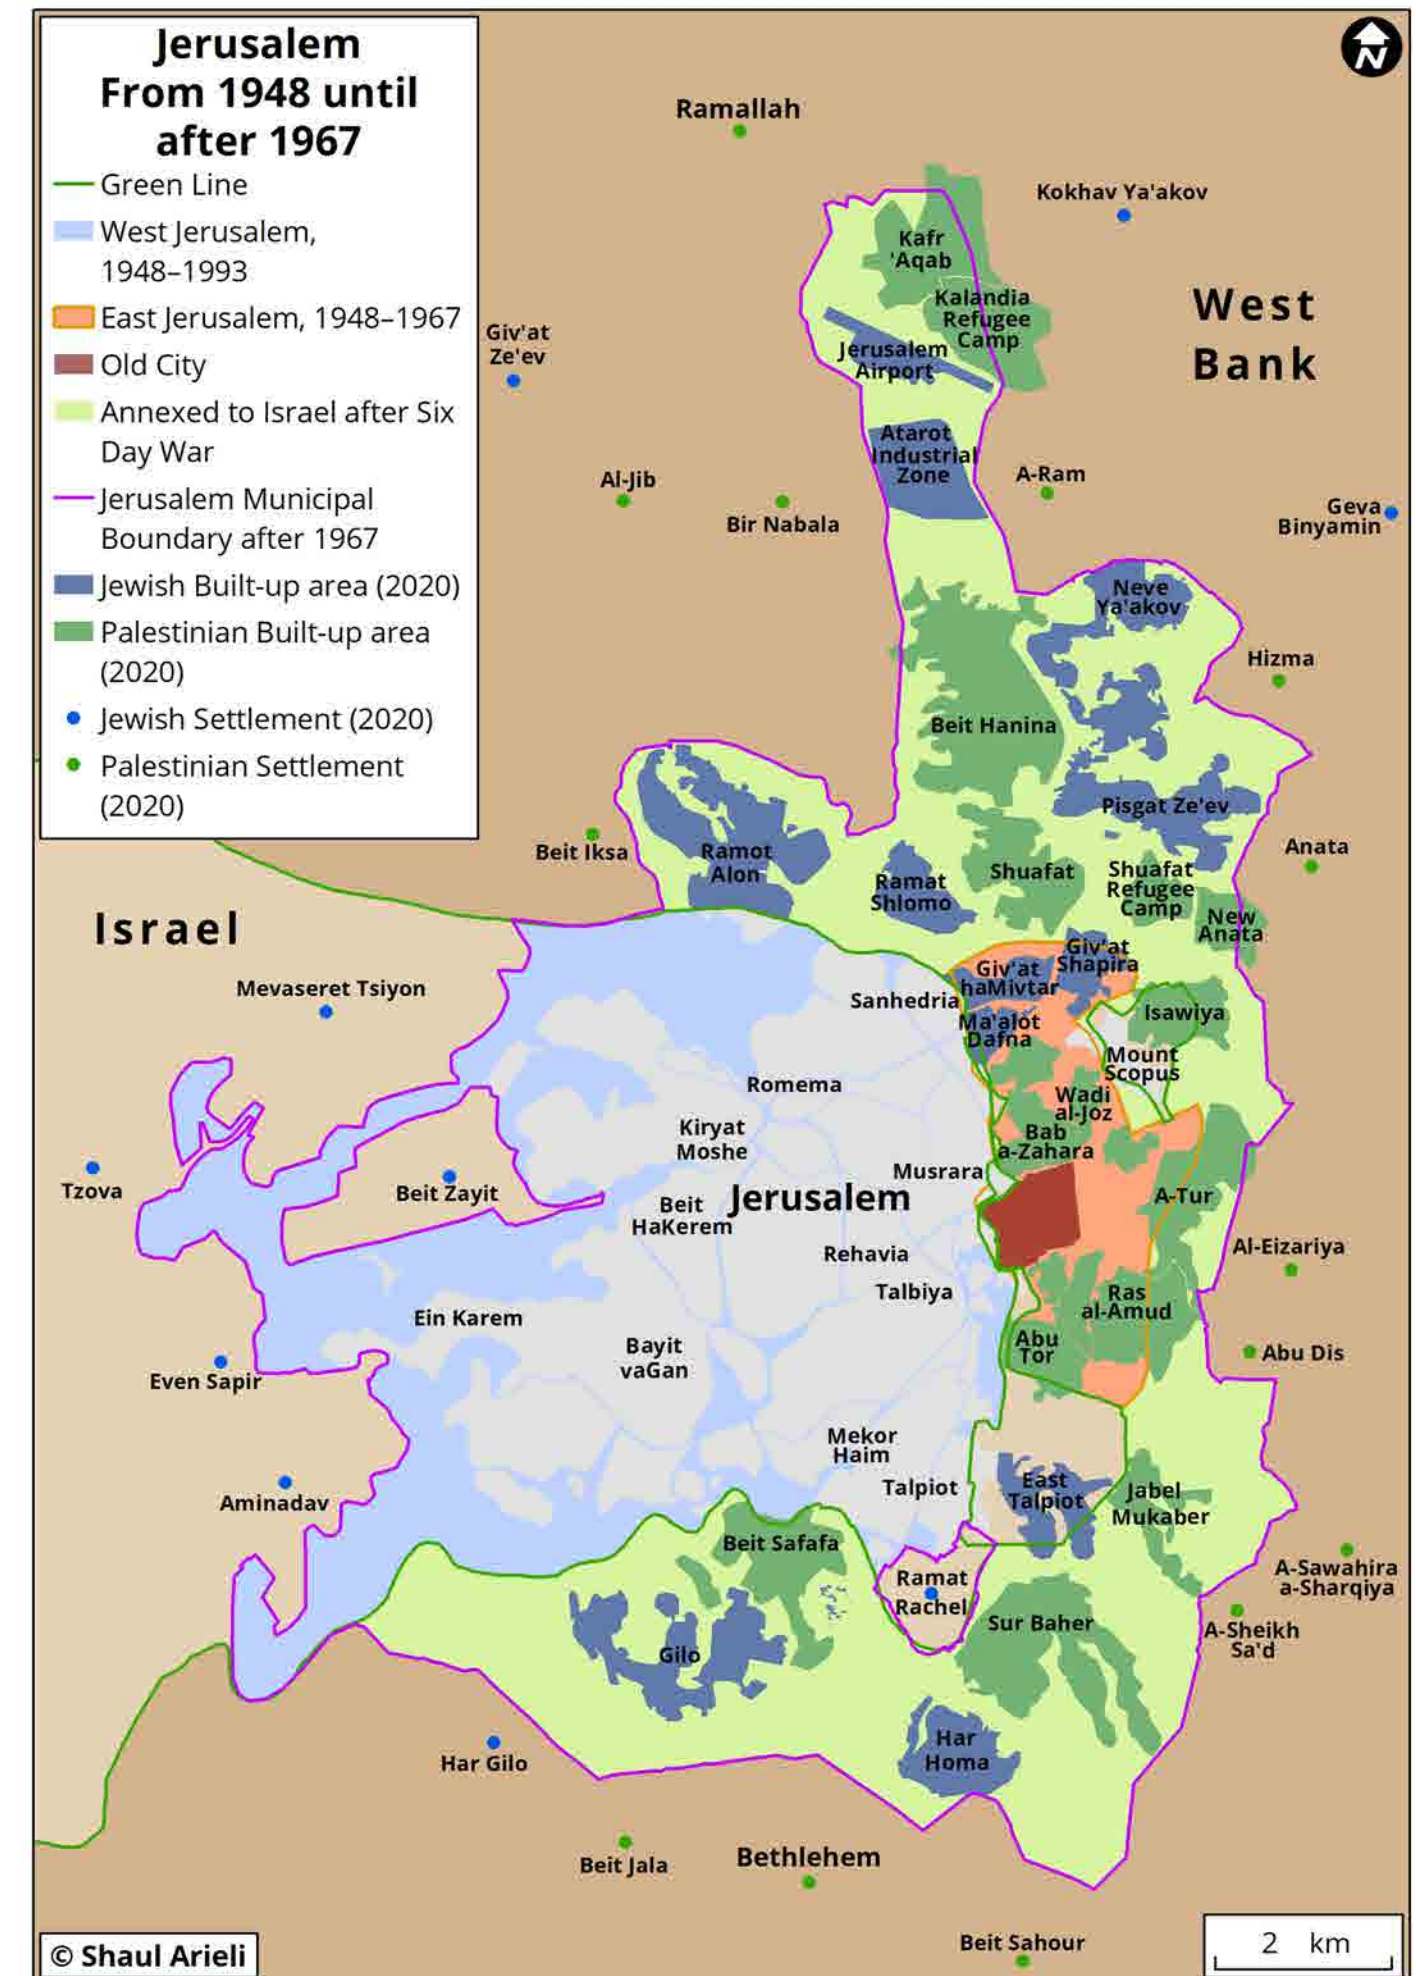 Jerusalem
From 1948 until
after 1967
Green Line
West Jerusalem,
1948–1993
East Jerusalem, 1948–1967
Old City
Annexed to Israel after Six
Day War
Jerusalem Municipal
Boundary after 1967
Jewish Built-up area (2020)
Palestinian Built-up area
(2020)
Jewish Settlement (2020)
Palestinian Settlement
(2020)
N
Ramallah
Kokhav Ya'akov
Kafr
'Aqab
West
Bank
Kalandia
Refugee
Camp
Giv'at
Ze'ev
Jerusalem
Airport
Atarot
Industrial
Zone
Al-Jib
A-Ram
Bir Nabala
Geva
Binyamin
Neve
Ya'akov
Hizma
Beit Hanina
Pisgat Ze'ev
Beit Iksa
Ramot
Alon
Anata
Ramat
Shlomo
Shuafat
Shuafat
Refugee
Camp
New
Anata
Israel
Giv'at
Shapira
Giv'at
haMivtar
Mevaseret Tsiyon
Sanhedria
Ma'alot
Dafna
Isawiya
Mount
Scopus
Romema
Wadi
al-Joz
Kiryat
Moshe
Bab
a-Zahara
Musrara
Tzova
Beit Zayit
Jerusalem
A-Tur
Beit
HaKerem
Rehavia
Al-Eizariya
Talbiya
Ras
al-Amud
Ein Karem
Abu
Tor
Bayit
vaGan
Abu Dis
Even Sapir
Mekor
Haim
Talpiot
East
Talpiot
Jabel
Mukaber
Aminadav
Beit Safafa
Ramat
Rachel
A-Sawahira
a-Sharqiya
Sur Baher
A-Sheikh
Sa'd
Gilo
Har
Homa
Har Gilo
Beit Jala
Bethlehem
Beit Sahour
2 km
© Shaul Arieli